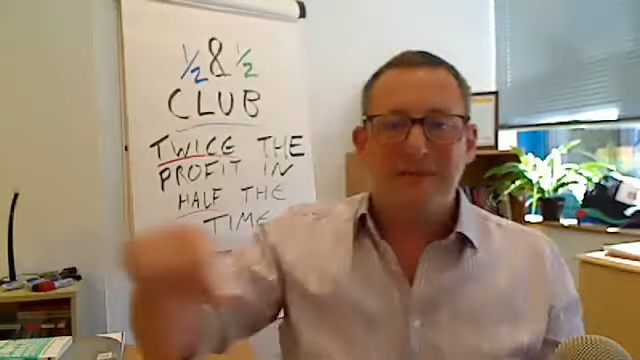 ½ & ½
CLUB
TWICE THE
PROFIT IN
HALF THE
TIME